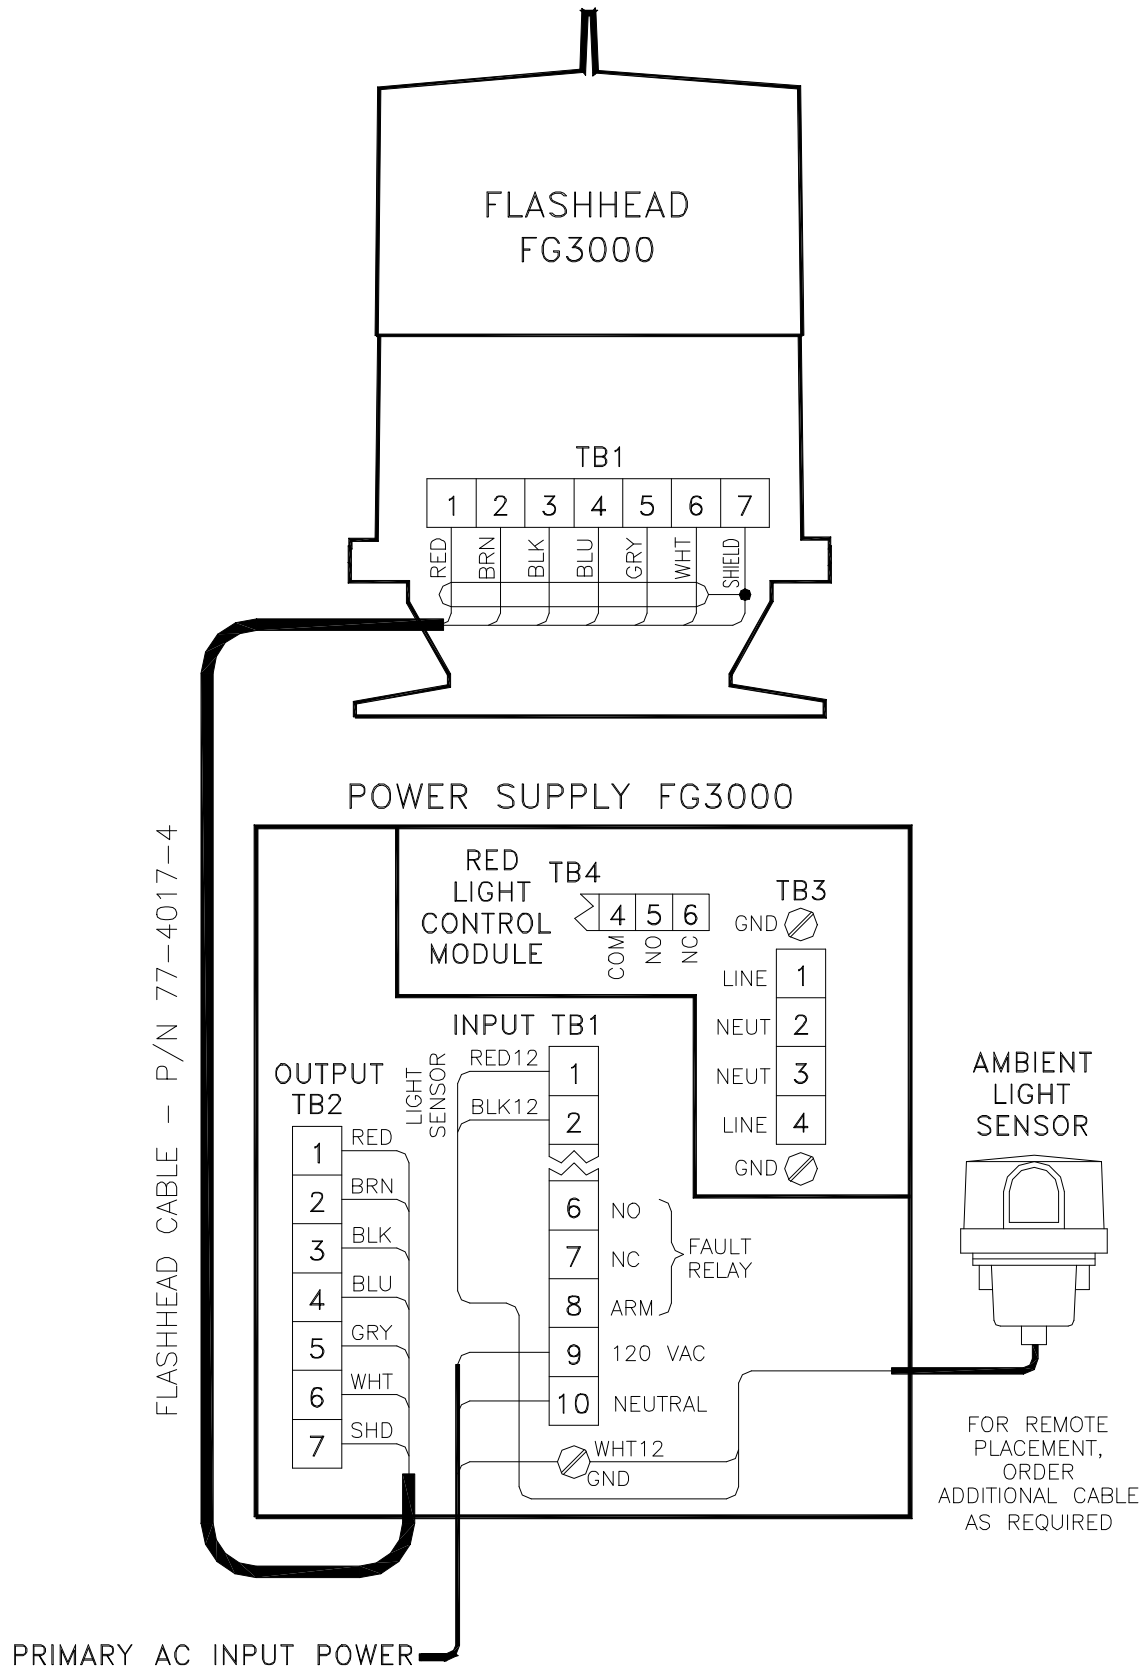 FLASHHEAD
FG3000
TB1
1 2 3 4 5 6 7
RED BRN BLK BLU GRY WHT SHIELD
FLASHHEAD CABLE - P/N 77-4017-4
POWER SUPPLY FG3000
RED
LIGHT
CONTROL
MODULE
TB4
4 5 6
COM NO NC
TB3
GND
LINE 1
NEUT 2
NEUT 3
LINE 4
GND
INPUT TB1
LIGHT
SENSOR
RED12 1
BLK12 2
6 NO
7 NC
8 ARM
FAULT
RELAY
9 120 VAC
10 NEUTRAL
WHT12
GND
OUTPUT
TB2
1 RED
2 BRN
3 BLK
4 BLU
5 GRY
6 WHT
7 SHD
AMBIENT
LIGHT
SENSOR
FOR REMOTE
PLACEMENT,
ORDER
ADDITIONAL CABLE
AS REQUIRED
PRIMARY AC INPUT POWER